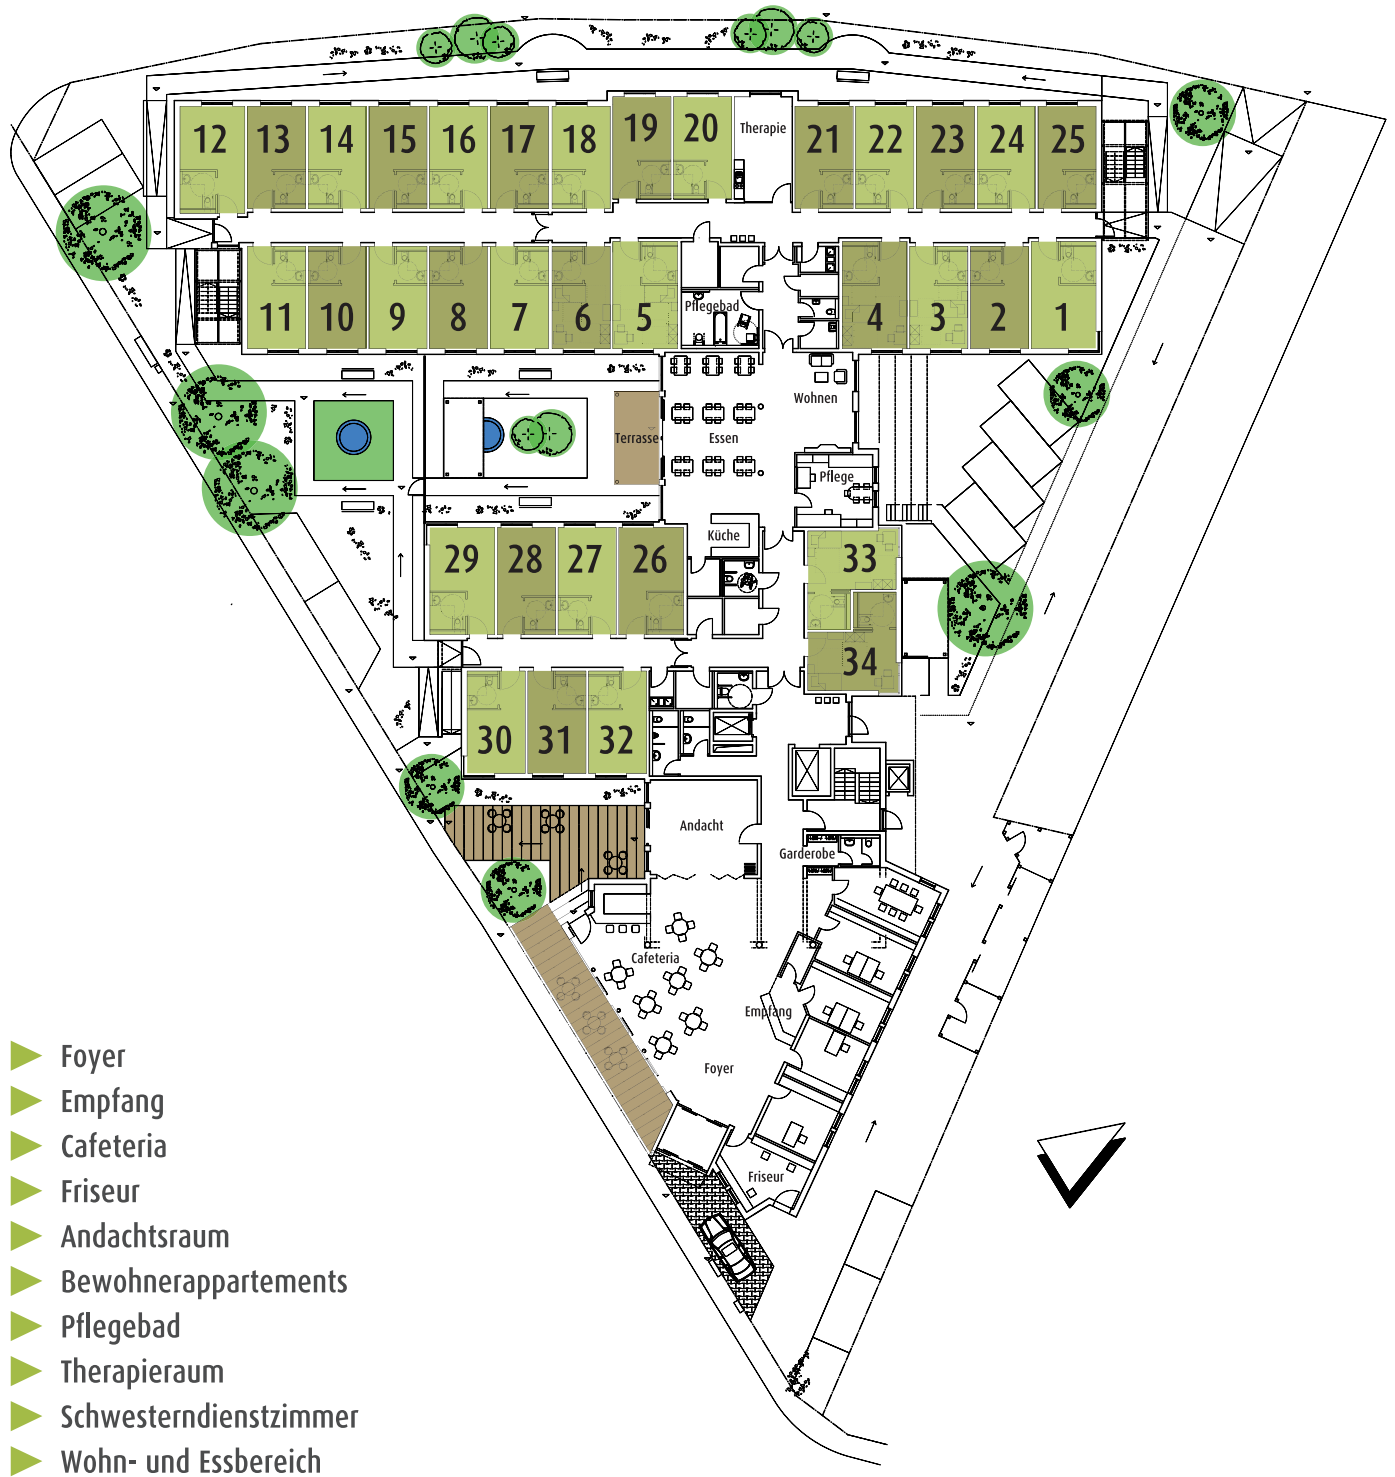 12 13 14 15 16 17 18 19 20 Therapie 21 22 23 24 25
11 10 9 8 7 6 5 Pflegebad 4 3 2 1
Wohnen
Terrasse Essen
Pflege
Küche
29 28 27 26 33
34
30 31 32
Andacht
Garderobe
Cafeteria
Empfang
Foyer
Friseur
Foyer
Empfang
Cafeteria
Friseur
Andachtsraum
Bewohnerappartements
Pflegebad
Therapieraum
Schwesterndienstzimmer
Wohn- und Essbereich